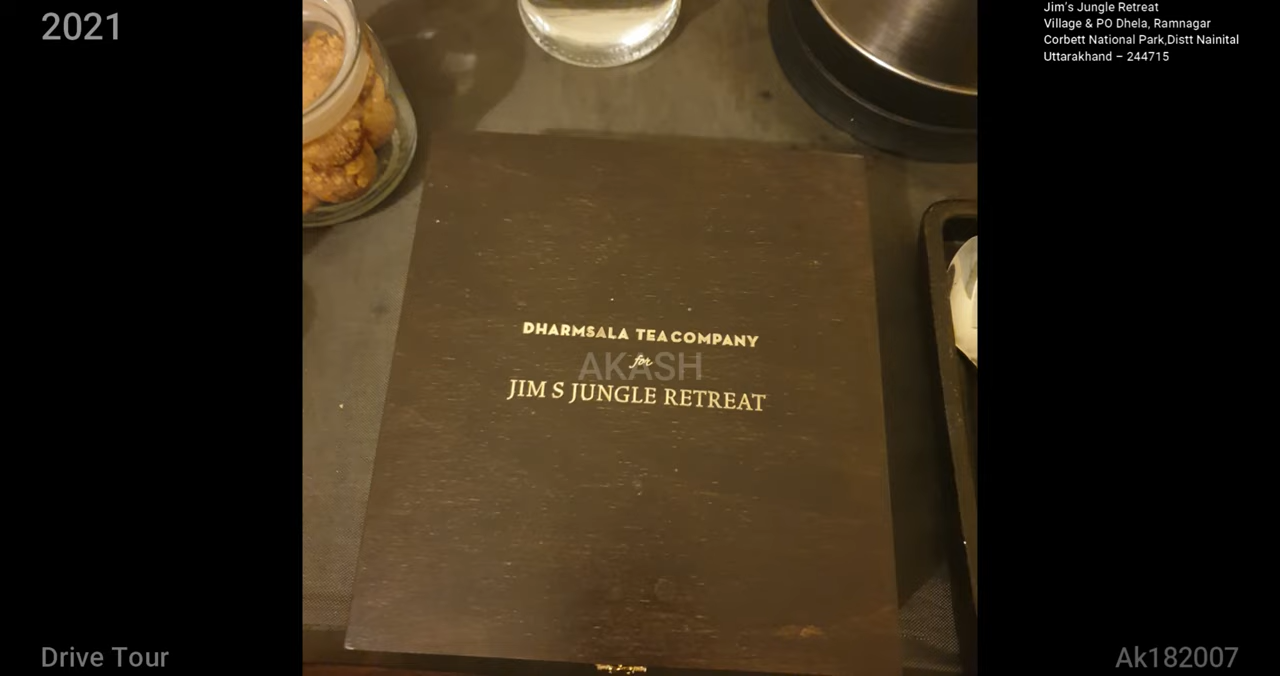 2021
Jim's Jungle Retreat
Village & PO Dhela, Ramnagar
Corbett National Park,Distt Nainital
Uttarakhand – 244715
DHARMSALA TEA COMPANY
for
AKASH
JIM S JUNGLE RETREAT
Drive Tour
Ak182007